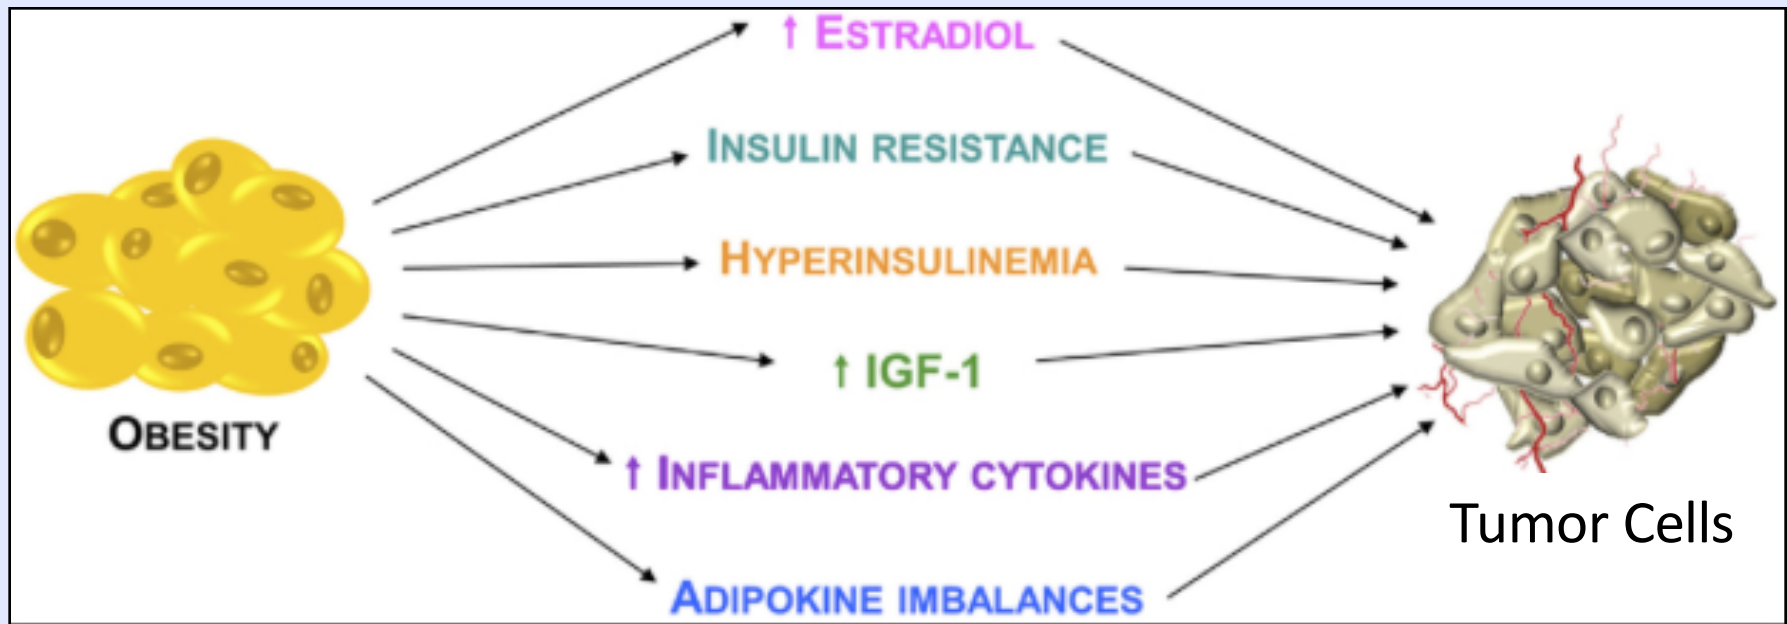 ↑ ESTRADIOL
INSULIN RESISTANCE
HYPERINSULINEMIA
↑ IGF-1
OBESITY
↑ INFLAMMATORY CYTOKINES
Tumor Cells
ADIPOKINE IMBALANCES